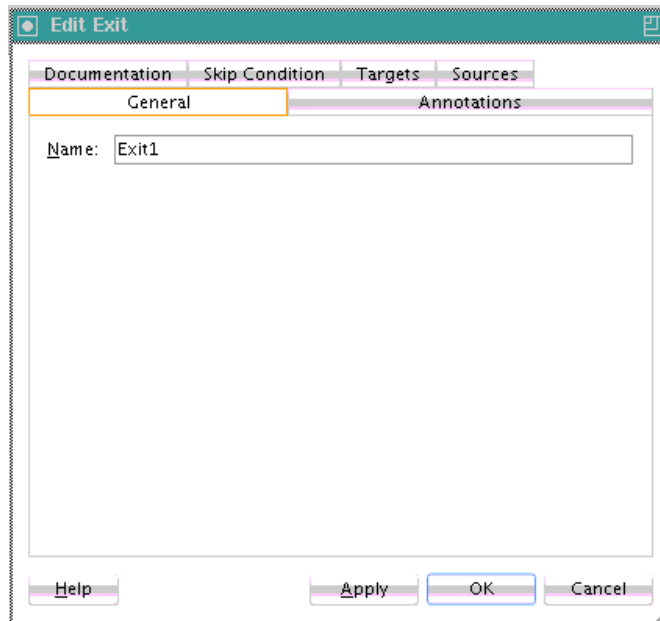 Edit Exit
Documentation Skip Condition Targets Sources
General Annotations
Name: Exit1
Help Apply OK Cancel